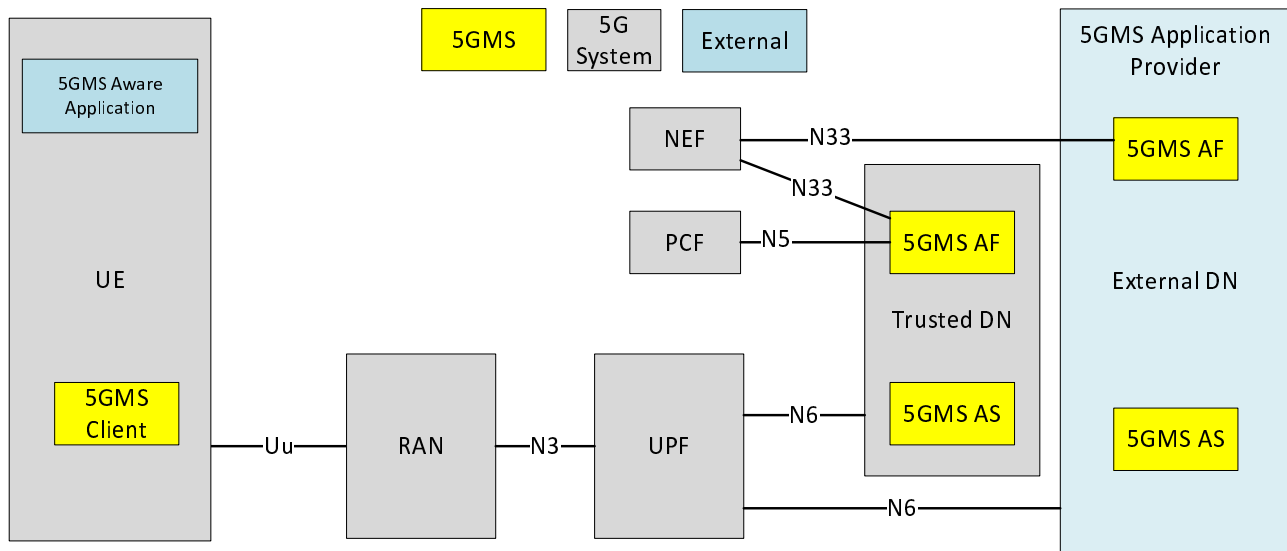 5GMS
5G
System
External
5GMS Application
Provider
5GMS Aware
Application
NEF
N33
5GMS AF
N33
PCF
N5
5GMS AF
UE
External DN
Trusted DN
5GMS
Client
5GMS AS
N6
5GMS AS
Uu
RAN
N3
UPF
N6